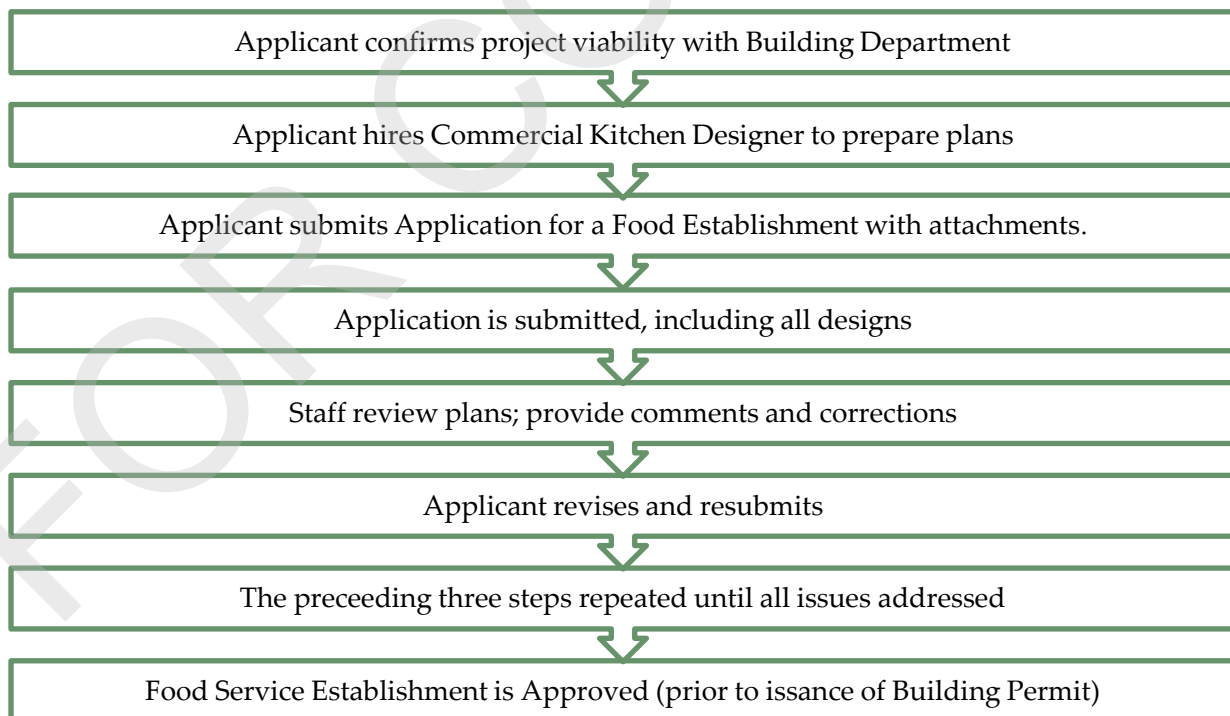 Applicant confirms project viability with Building Department
Applicant hires Commercial Kitchen Designer to prepare plans
Applicant submits Application for a Food Establishment with attachments.
Application is submitted, including all designs
Staff review plans; provide comments and corrections
Applicant revises and resubmits
The preceeding three steps repeated until all issues addressed
Food Service Establishment is Approved (prior to issance of Building Permit)
FOR